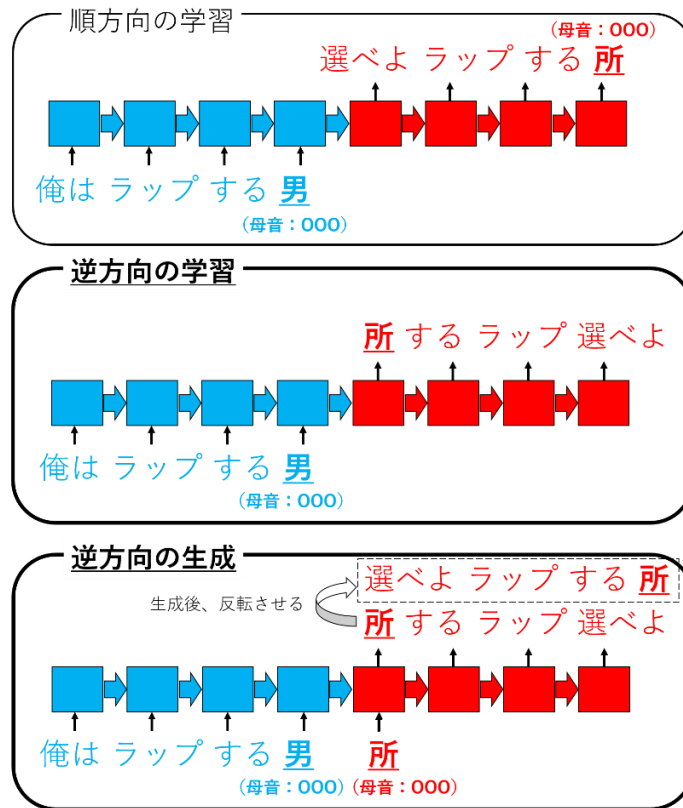 順方向の学習
(母音：OOO)
選べよ ラップ する 所
俺は ラップ する 男
(母音：OOO)
逆方向の学習
所 する ラップ 選べよ
俺は ラップ する 男
(母音：OOO)
逆方向の生成
選べよ ラップ する 所
生成後、反転させる
所 する ラップ 選べよ
俺は ラップ する 男 所
(母音：OOO) (母音：OOO)